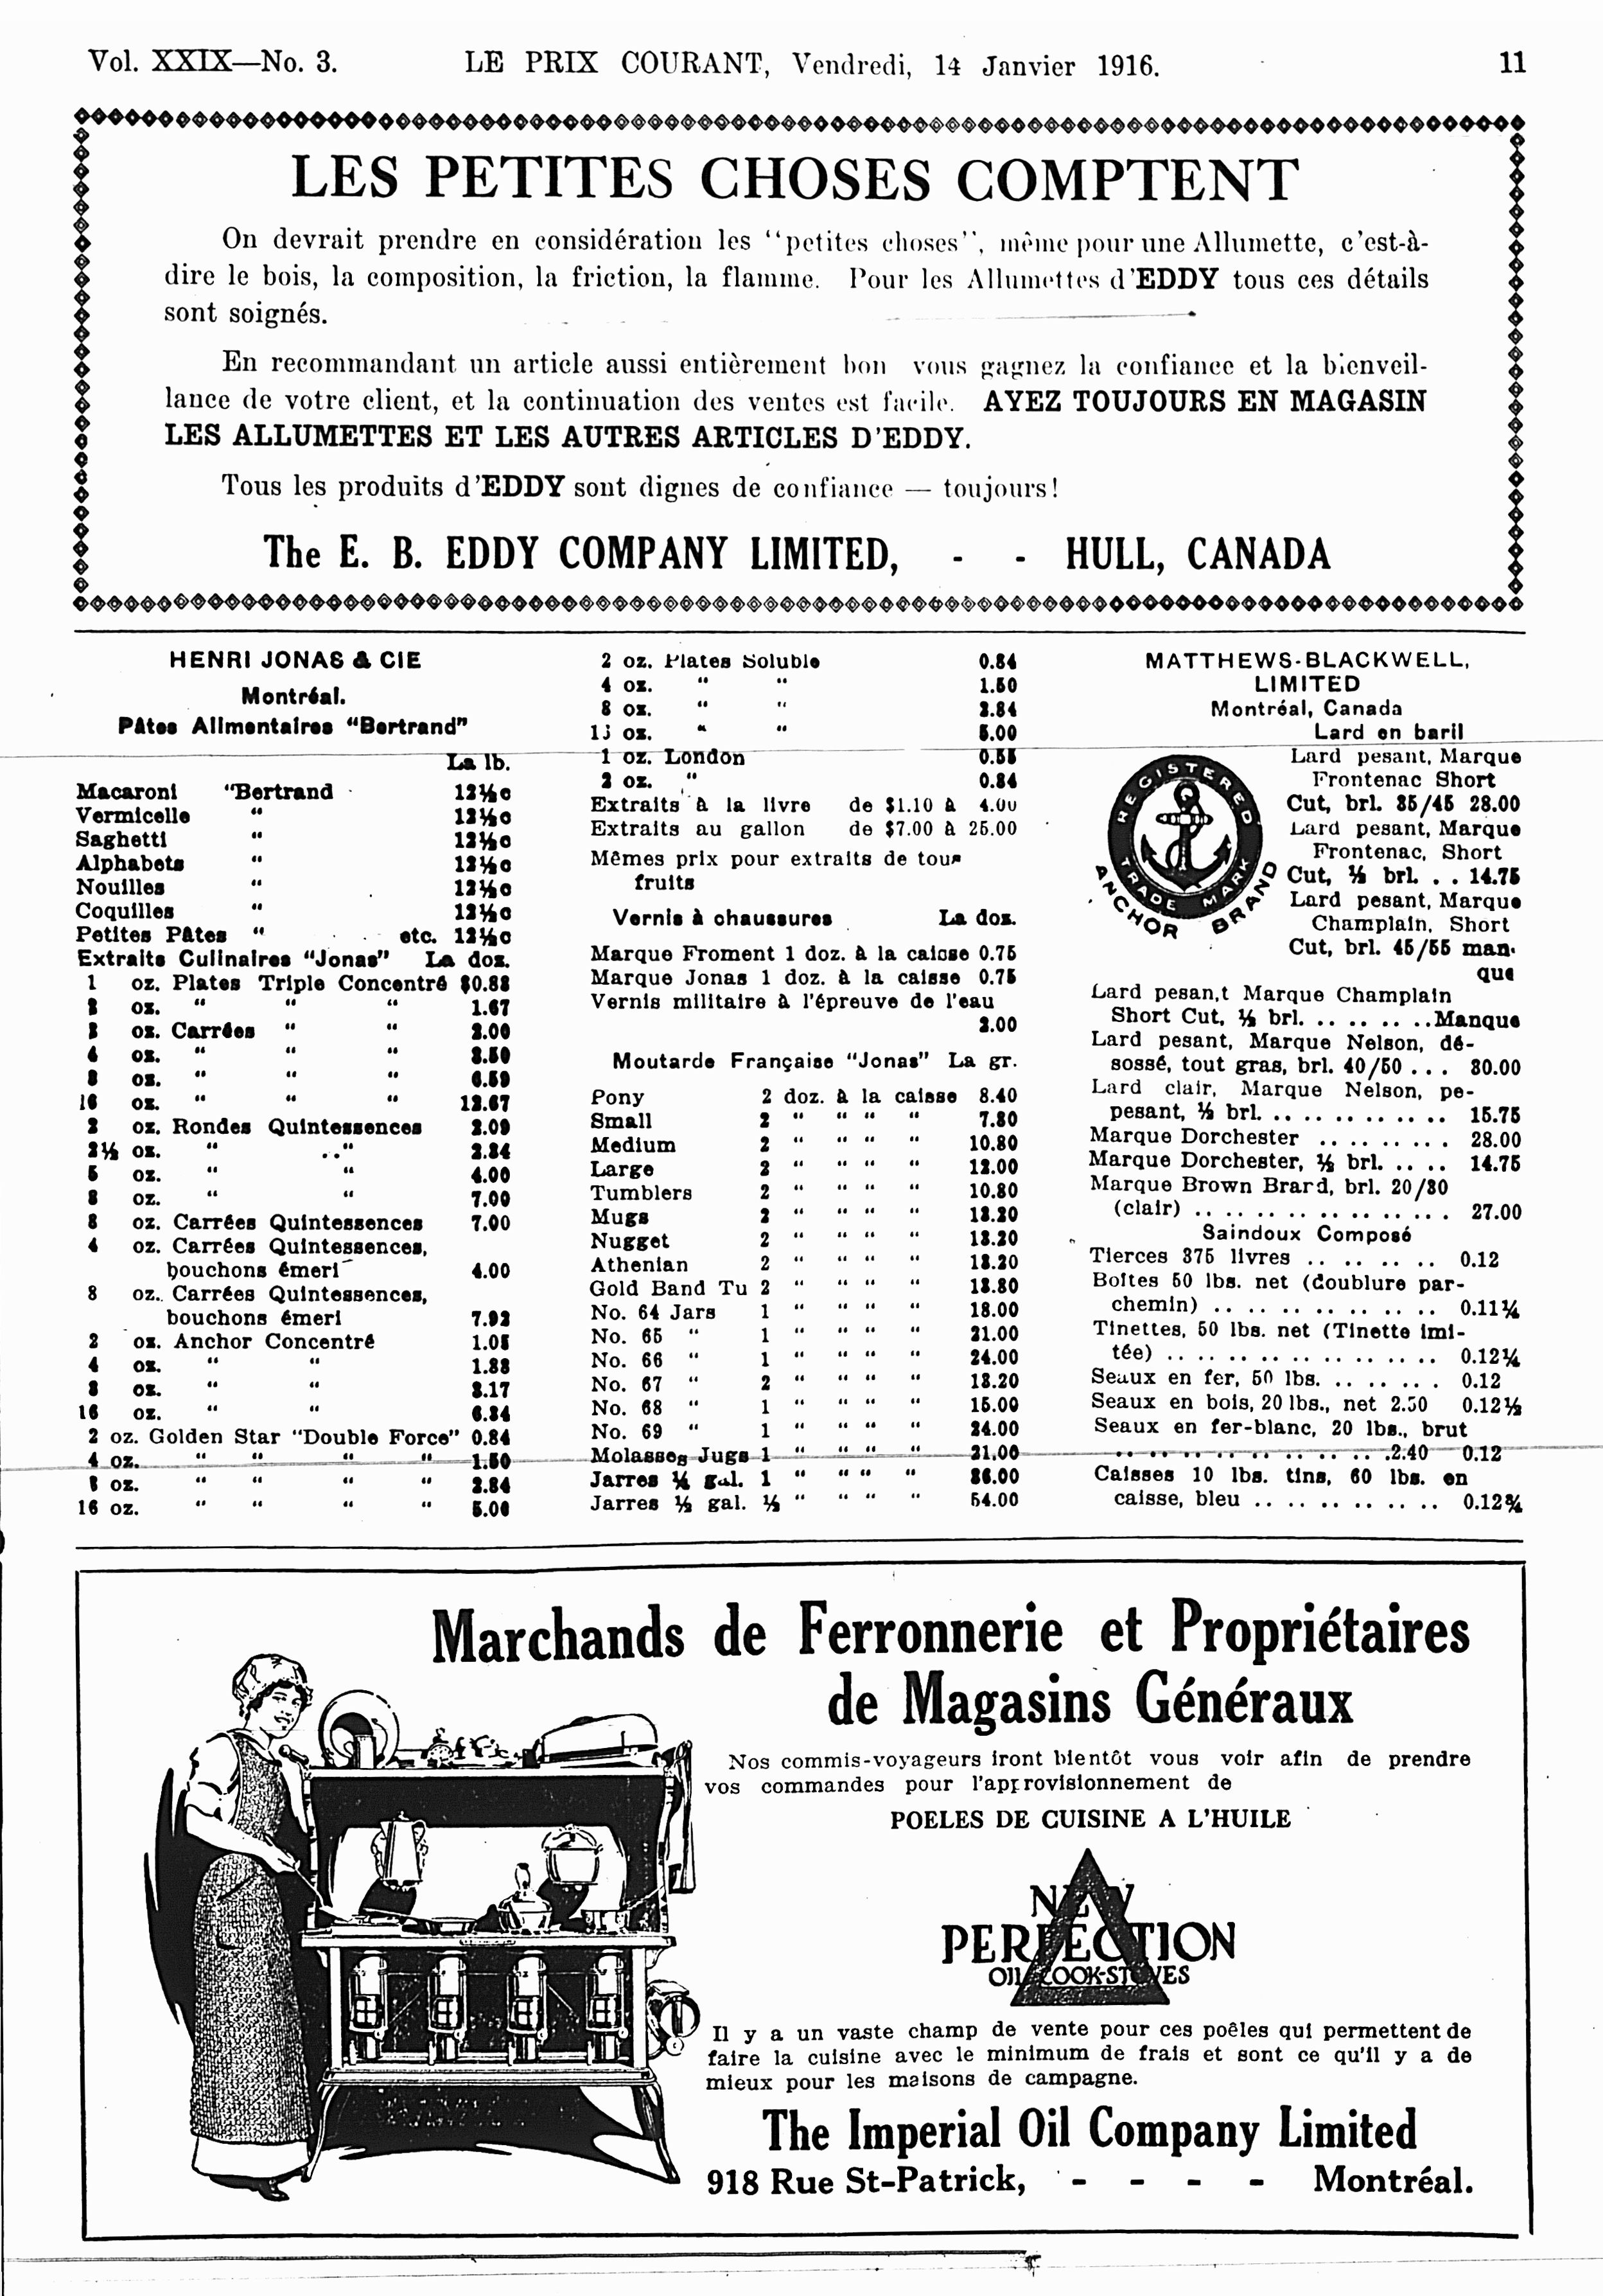 Vol. XXIX—No. 3. LE PRIX COURANT, Vendredi, 14 Janvier 1916. 11
LES PETITES CHOSES COMPTENT
On devrait prendre en considération les "petites choses", même pour une Allumette, c'est-à-
dire le bois, la composition, la friction, la flamme. Pour les Allumettes d'EDDY tous ces détails
sont soignés.
En recommandant un article aussi entièrement bon vous gagnez la confiance et la bienveil-
lance de votre client, et la continuation des ventes est facile. AYEZ TOUJOURS EN MAGASIN
LES ALLUMETTES ET LES AUTRES ARTICLES D'EDDY.
Tous les produits d'EDDY sont dignes de confiance — toujours!
The E. B. EDDY COMPANY LIMITED, - - HULL, CANADA
HENRI JONAS & CIE
Montréal.
Pâtes Alimentaires "Bertrand"
La lb.
Macaroni "Bertrand 12½c
Vermicelle " 12½c
Saghetti " 12½c
Alphabets " 12½c
Nouilles " 12½c
Coquilles " 12½c
Petites Pâtes " etc. 12½c
Extraits Culinaires "Jonas" La doz.
1 oz. Plates Triple Concentré $0.88
2 oz. " " " 1.67
2 oz. Carrées " " 2.00
4 oz. " " " 3.50
8 oz. " " " 6.59
16 oz. " " " 12.67
2 oz. Rondes Quintessences 2.09
2½ oz. " " 2.34
5 oz. " " 4.00
8 oz. " " 7.00
8 oz. Carrées Quintessences 7.00
4 oz. Carrées Quintessences,
bouchons émeri 4.00
8 oz. Carrées Quintessences,
bouchons émeri 7.92
2 oz. Anchor Concentré 1.05
4 oz. " " 1.88
8 oz. " " 3.17
16 oz. " " 6.34
2 oz. Golden Star "Double Force" 0.84
4 oz. " " " " 1.50
8 oz. " " " " 2.84
16 oz. " " " " 5.00
2 oz. Plates Soluble 0.84
4 oz. " " 1.50
8 oz. " " 2.84
oz. " " 5.00
1 oz. London 0.55
2 oz. " 0.84
Extraits à la livre de $1.10 à 4.00
Extraits au gallon de $7.00 à 25.00
Mêmes prix pour extraits de tous
fruits
Vernis à chaussures La doz.
Marque Froment 1 doz. à la caisse 0.75
Marque Jonas 1 doz. à la caisse 0.75
Vernis militaire à l'épreuve de l'eau
2.00
Moutarde Française "Jonas" La gr.
Pony 2 doz. à la caisse 8.40
Small 2 " " " " 7.80
Medium 2 " " " " 10.80
Large 2 " " " " 12.00
Tumblers 2 " " " " 10.80
Mugs 2 " " " " 13.20
Nugget 2 " " " " 13.20
Athenian 2 " " " " 13.20
Gold Band Tu 2 " " " " 13.80
No. 64 Jars 1 " " " " 18.00
No. 65 " 1 " " " " 21.00
No. 66 " 1 " " " " 24.00
No. 67 " 2 " " " " 13.20
No. 68 " 1 " " " " 15.00
No. 69 " 1 " " " " 24.00
Molasses Jugs 1 " " " " 21.00
Jarres ¼ gal. 1 " " " " 36.00
Jarres ½ gal. ½ " " " " 54.00
MATTHEWS-BLACKWELL,
LIMITED
Montréal, Canada
Lard en baril
REGISTERED
TRADE MARK
ANCHOR BRAND
Lard pesant, Marque
Frontenac Short
Cut, brl. 35/45 28.00
Lard pesant, Marque
Frontenac, Short
Cut, ½ brl. . . 14.75
Lard pesant, Marque
Champlain, Short
Cut, brl. 45/55 man-
que
Lard pesan,t Marque Champlain
Short Cut, ½ brl. .. .. .. ..Manque
Lard pesant, Marque Nelson, dé-
sossé, tout gras, brl. 40/50 ... 30.00
Lard clair, Marque Nelson, pe-
pesant, ½ brl. .. .. .. .. .. .. 15.75
Marque Dorchester .. .. .. .. 28.00
Marque Dorchester, ½ brl. .. .. 14.75
Marque Brown Brard, brl. 20/30
(clair) .. .. .. .. .. .. .. .. 27.00
Saindoux Composé
Tierces 375 livres .. .. .. .. 0.12
Boîtes 50 lbs. net (doublure par-
chemin) .. .. .. .. .. .. .. 0.11¼
Tinettes, 50 lbs. net (Tinette imi-
tée) .. .. .. .. .. .. .. .. 0.12¼
Seaux en fer, 50 lbs. .. .. .. . 0.12
Seaux en bois, 20 lbs., net 2.50 0.12½
Seaux en fer-blanc, 20 lbs., brut
.. .. .. .. .. .. .. .. ..2.40 0.12
Caisses 10 lbs. tins, 60 lbs. en
caisse, bleu .. .. .. .. .. .. 0.12¾
Marchands de Ferronnerie et Propriétaires
de Magasins Généraux
Nos commis-voyageurs iront bientôt vous voir afin de prendre
vos commandes pour l'approvisionnement de
POELES DE CUISINE A L'HUILE
NEW
PERFECTION
OIL COOK-STOVES
Il y a un vaste champ de vente pour ces poêles qui permettent de
faire la cuisine avec le minimum de frais et sont ce qu'il y a de
mieux pour les maisons de campagne.
The Imperial Oil Company Limited
918 Rue St-Patrick, - - - - Montréal.